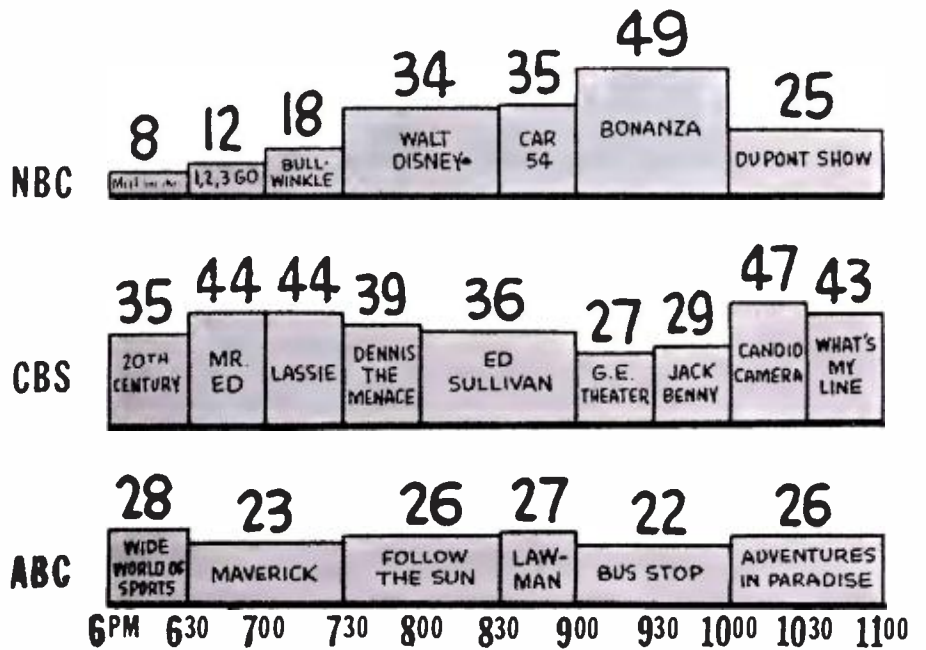 8
12
18
34
35
49
25
NBC
1,2,3 GO
BULL-
WINKLE
WALT
DISNEY
CAR
54
BONANZA
DUPONT SHOW
35
44
44
39
36
27
29
47
43
CBS
20TH
CENTURY
MR.
ED
LASSIE
DENNIS
THE
MENACE
ED
SULLIVAN
G.E.
THEATER
JACK
BENNY
CANDID
CAMERA
WHAT'S
MY
LINE
28
23
26
27
22
26
ABC
WIDE
WORLD OF
SPORTS
MAVERICK
FOLLOW
THE SUN
LAW-
MAN
BUS STOP
ADVENTURES
IN PARADISE
6PM 630 700 730 800 830 900 930 1000 1030 1100